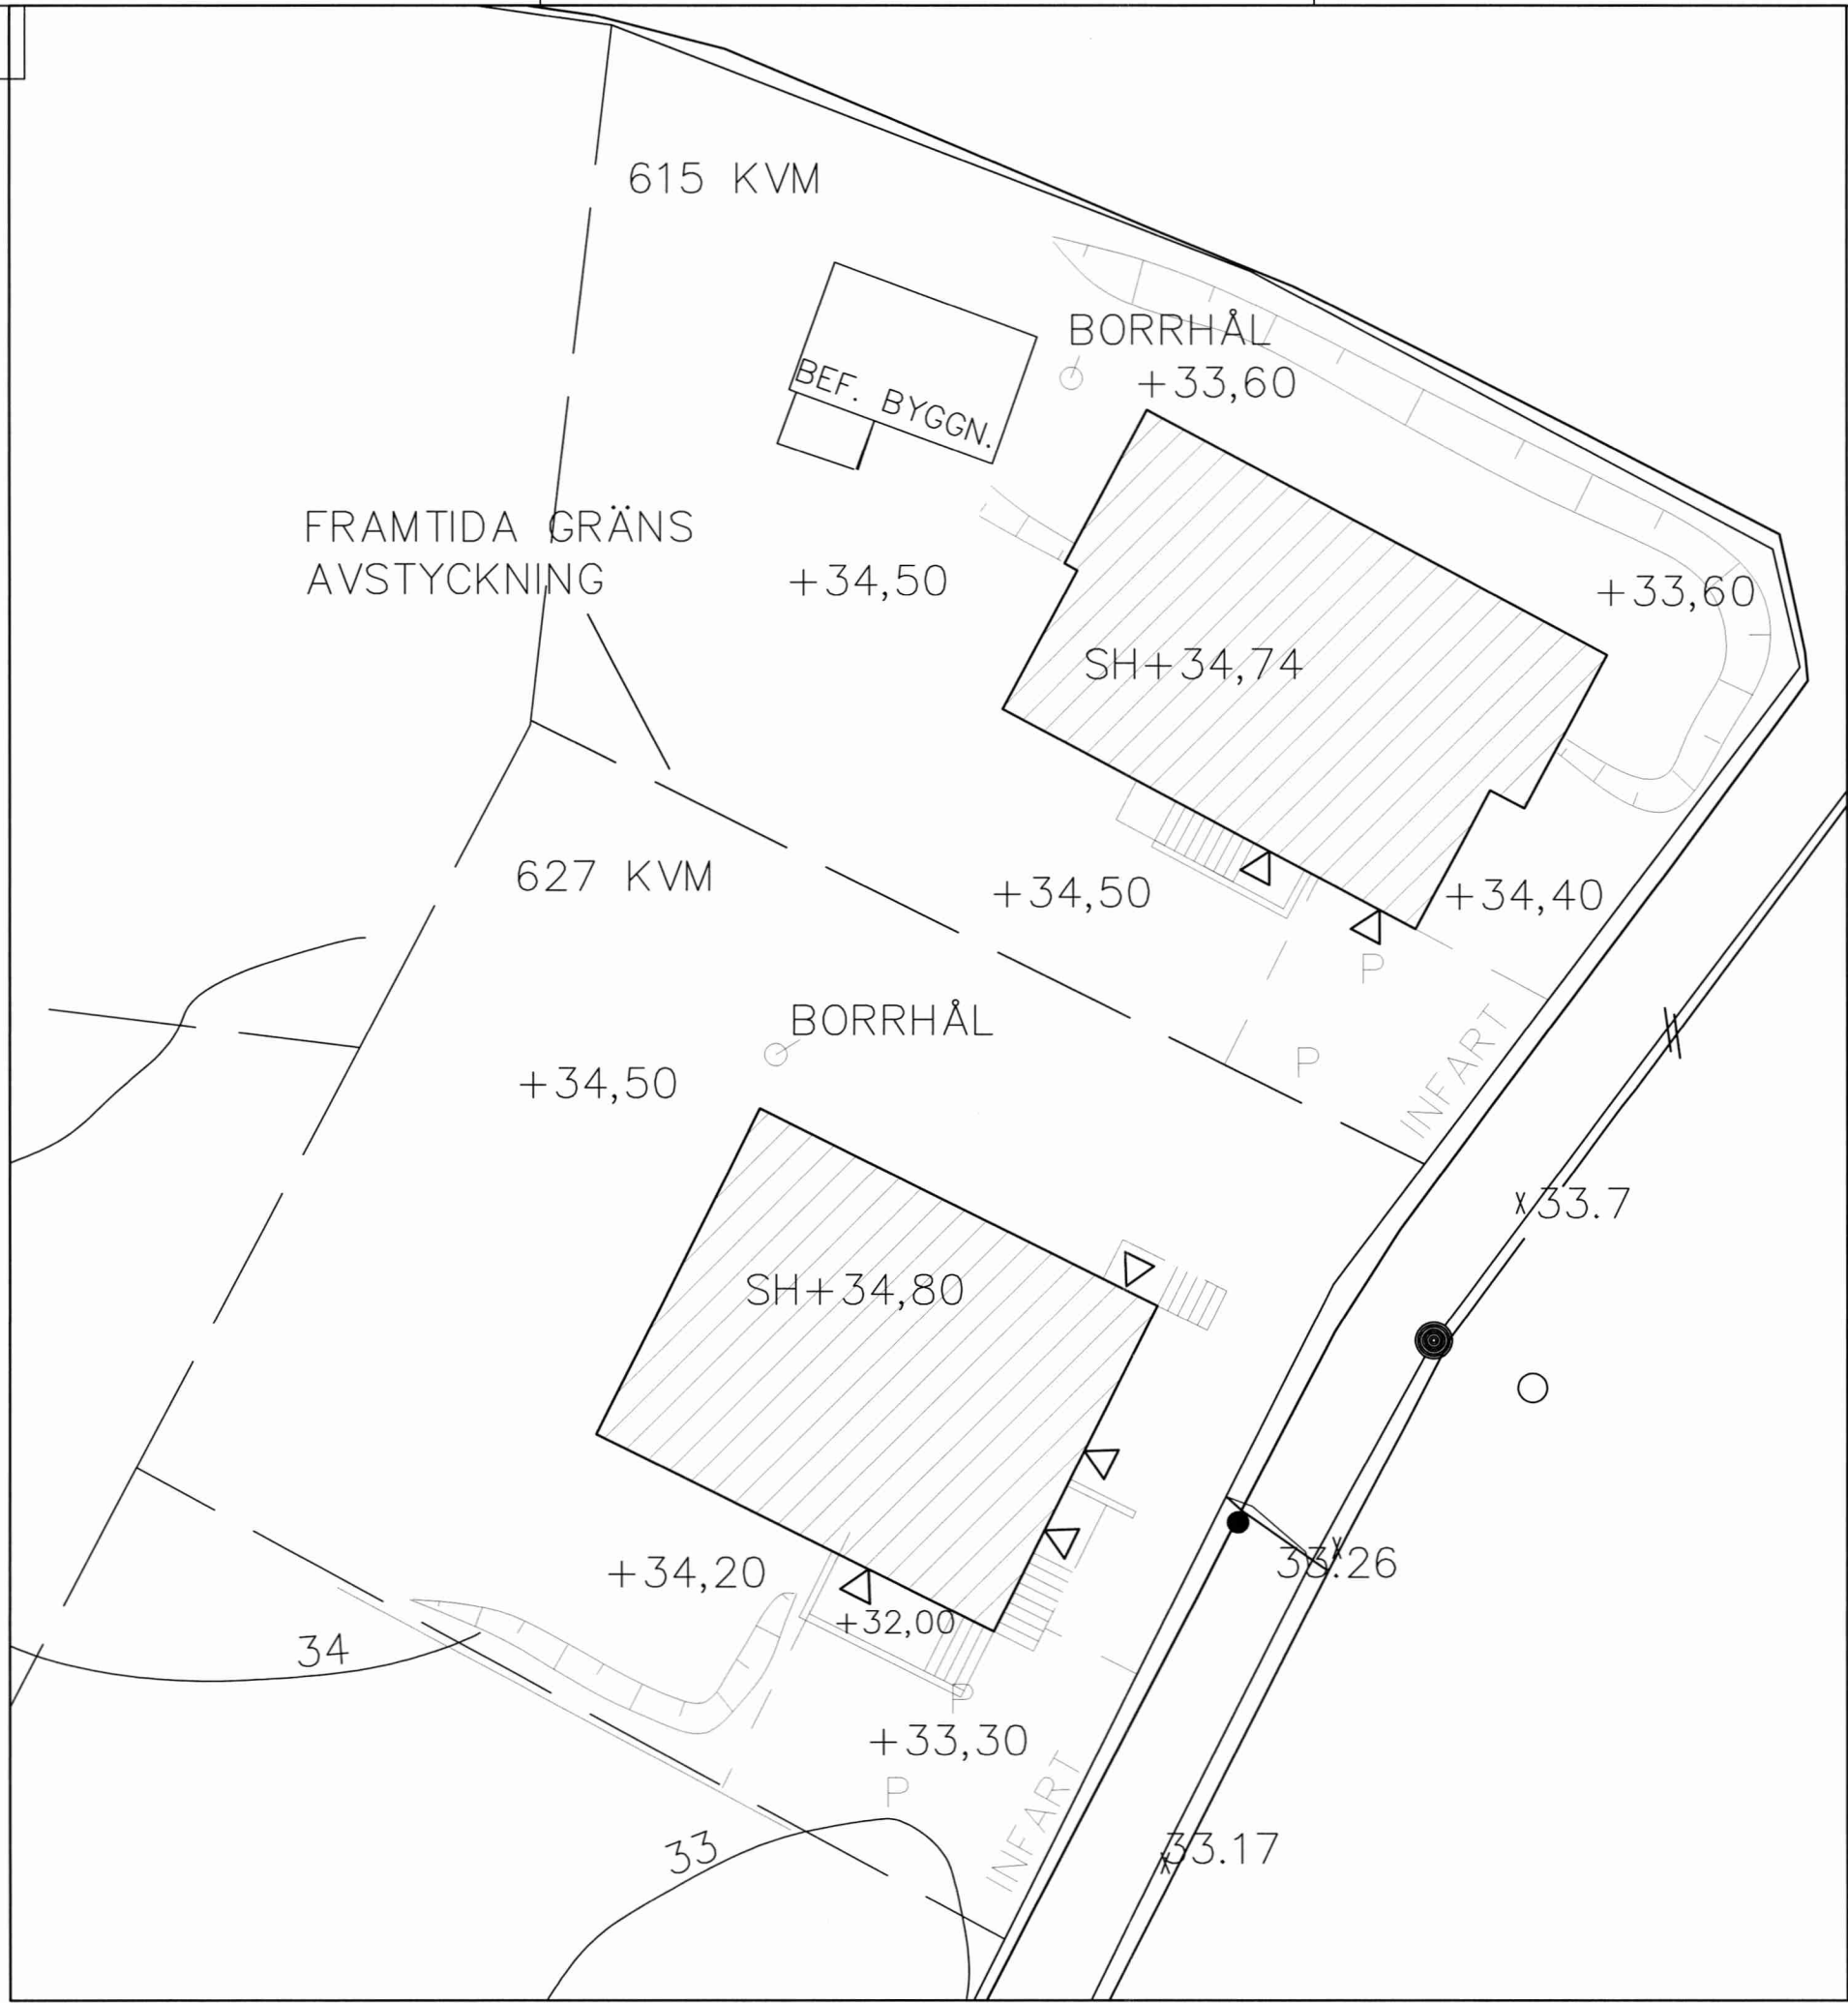 615 KVM
BORRHÅL
+33,60
BEF. BYGGN.
FRAMTIDA GRÄNS
AVSTYCKNING
+34,50
+33,60
SH+34,74
627 KVM
+34,50
+34,40
P
BORRHÅL
INFART
P
+34,50
33.7
SH+34,80
33.26
+34,20
+32,00
34
P
+33,30
P
INFART
33
33.17